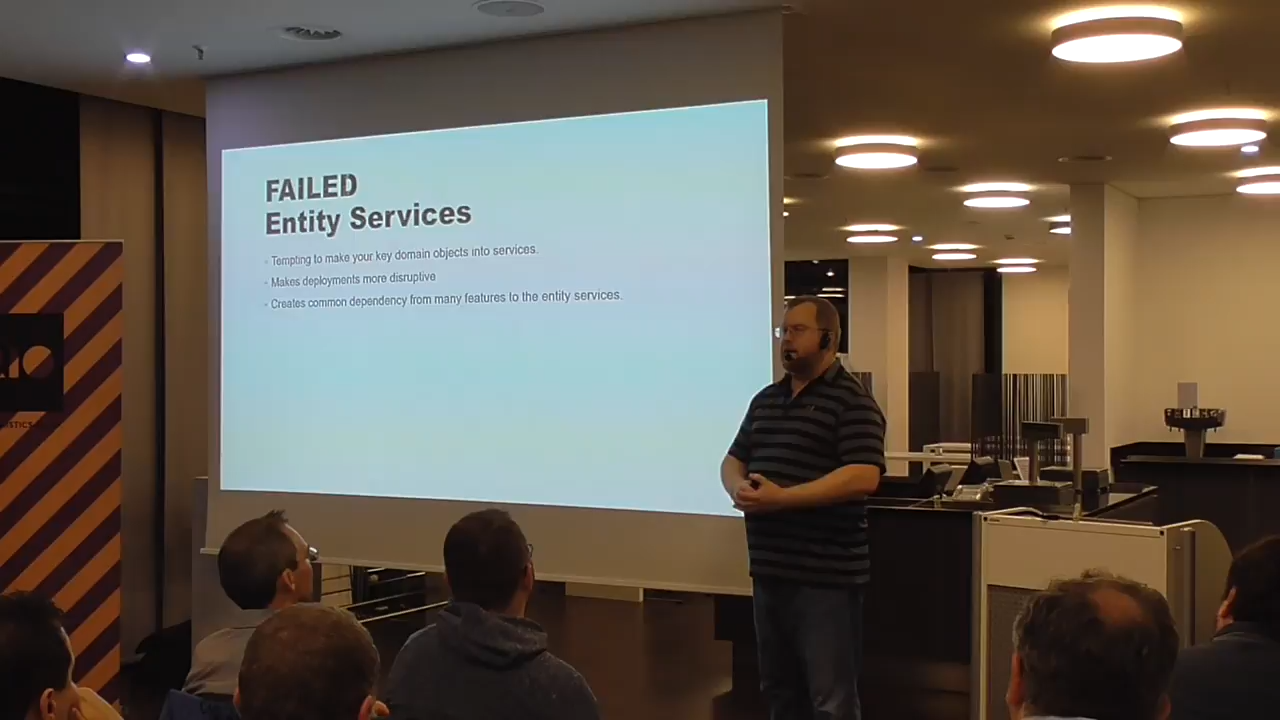 FAILED
Entity Services
- Tempting to make your key domain objects into services.
- Makes deployments more disruptive
- Creates common dependency from many features to the entity services.